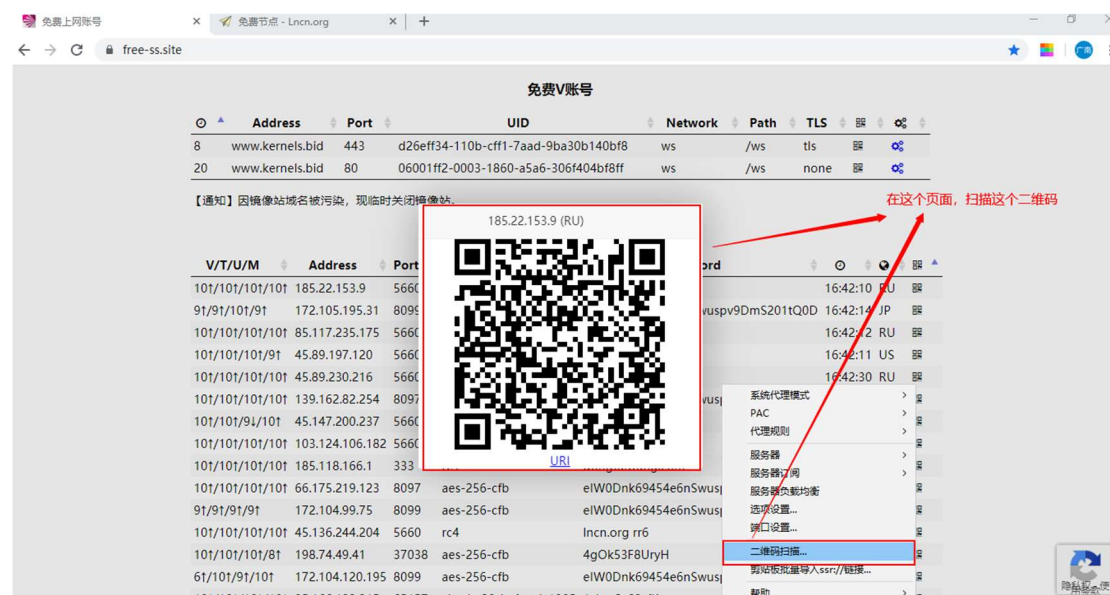 免费上网账号
免费节点 - Lncn.org
free-ss.site
免费V账号
Address Port UID Network Path TLS
8 www.kernels.bid 443 d26eff34-110b-cff1-7aad-9ba30b140bf8 ws /ws tls
20 www.kernels.bid 80 06001ff2-0003-1860-a5a6-306f404bf8ff ws /ws none
【通知】因镜像站域名被污染，现临时关闭镜像站。
在这个页面，扫描这个二维码
185.22.153.9 (RU)
V/T/U/M Address Port
10↑/10↑/10↑/10↑ 185.22.153.9 5660 16:42:10 RU
9↑/9↑/10↑/9↑ 172.105.195.31 8099 wuspv9DmS201tQ0D 16:42:14 JP
10↑/10↑/10↑/10↑ 85.117.235.175 5660 16:42:12 RU
10↑/10↑/10↑/9↑ 45.89.197.120 5660 16:42:11 US
10↑/10↑/10↑/10↑ 45.89.230.216 5660 16:42:30 RU
10↑/10↑/10↑/10↑ 139.162.82.254 8097
10↑/10↑/9↓/10↑ 45.147.200.237 5660
10↑/10↑/10↑/10↑ 103.124.106.182 5660
URI
10↑/10↑/10↑/10↑ 185.118.166.1 333
10↑/10↑/10↑/10↑ 66.175.219.123 8097 aes-256-cfb eIW0Dnk69454e6nSwusp
9↑/9↑/9↑/9↑ 172.104.99.75 8099 aes-256-cfb eIW0Dnk69454e6nSwusp
10↑/10↑/10↑/10↑ 45.136.244.204 5660 rc4 lncn.org rr6
10↑/10↑/10↑/8↑ 198.74.49.41 37038 aes-256-cfb 4gOk53F8UryH
6↑/10↑/9↑/10↑ 172.104.120.195 8099 aes-256-cfb eIW0Dnk69454e6nSwusp
系统代理模式
PAC
代理规则
服务器
服务器订阅
服务器负载均衡
选项设置...
端口设置...
二维码扫描...
剪贴板批量导入ssr://链接...
帮助